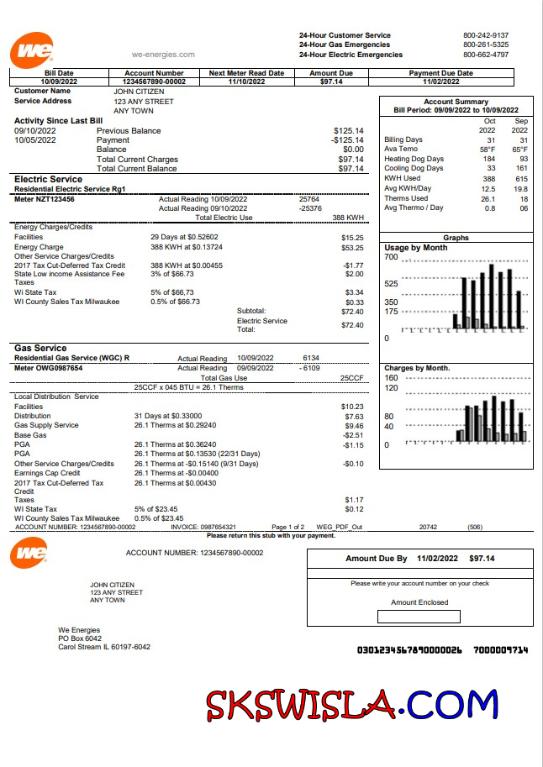 24-Hour Customer Service 800-242-9137
24-Hour Gas Emergencies 800-261-5325
24-Hour Electric Emergencies 800-662-4797
we
we-energies.com
Bill Date Account Number Next Meter Read Date Amount Due Payment Due Date
10/09/2022 1234567890-00002 11/10/2022 $97.14 11/02/2022
Customer Name JOHN CITIZEN
Service Address 123 ANY STREET
ANY TOWN
Activity Since Last Bill
09/10/2022 Previous Balance $125.14
10/05/2022 Payment -$125.14
Balance $0.00
Total Current Charges $97.14
Total Current Balance $97.14
Account Summary
Bill Period: 09/09/2022 to 10/09/2022
Oct Sep
2022 2022
Billing Days 31 31
Ava Temo 58°F 65°F
Heating Dog Days 184 93
Cooling Dog Days 33 161
KWH Used 388 615
Avg KWH/Day 12.5 19.8
Therms Used 26.1 18
Avg Thermo / Day 0.8 06
Electric Service
Residential Electric Service Rg1
Meter NZT123456 Actual Reading 10/09/2022 25764
Actual Reading 09/10/2022 -25376
Total Electric Use 388 KWH
Energy Charges/Credits
Facilities 29 Days at $0.52602 $15.25
Energy Charge 388 KWH at $0.13724 $53.25
Other Service Charges/Credits
2017 Tax Cut-Deferred Tax Credit 388 KWH at $0.00455 -$1.77
State Low income Assistance Fee 3% of $66.73 $2.00
Taxes
Wi State Tax 5% of $66,73 $3.34
WI County Sales Tax Milwaukee 0.5% of $66.73 $0.33
Subtotal: $72.40
Electric Service
Total: $72.40
Graphs
Usage by Month
700
525
350
175
0
Gas Service
Residential Gas Service (WGC) R Actual Reading 10/09/2022 6134
Meter OWG0987654 Actual Reading 09/09/2022 - 6109
Total Gas Use 25CCF
25CCF x 045 BTU = 26.1 Therms
Charges by Month.
160
120
80
40
0
Local Distribution Service
Facilities $10.23
Distribution 31 Days at $0.33000 $7.63
Gas Supply Service 26.1 Therms at $0.29240 $9.46
Base Gas -$2.51
PGA 26.1 Therms at $0.36240 -$1.15
PGA 26.1 Therms at $0.13530 (22/31 Days)
Other Service Charges/Credits 26.1 Therms at -$0.15140 (9/31 Days) -$0.10
Earnings Cap Credit 26.1 Therms at -$0.00400
2017 Tax Cut-Deferred Tax 26.1 Therms at $0.00430
Credit
Taxes $1.17
WI State Tax 5% of $23.45 $0.12
WI County Sales Tax Milwaukee 0.5% of $23.45
ACCOUNT NUMBER: 1234567890-00002 INVOICE: 0987654321 Page 1 of 2 WEG_PDF_Out 20742 (506)
Please return this stub with your payment.
we
ACCOUNT NUMBER: 1234567890-00002
Amount Due By 11/02/2022 $97.14
Please write your account number on your check
Amount Enclosed
JOHN CITIZEN
123 ANY STREET
ANY TOWN
We Energies
PO Box 6042
Carol Stream IL 60197-6042
0301234567890000026 7000009714
SKSWISLA.COM